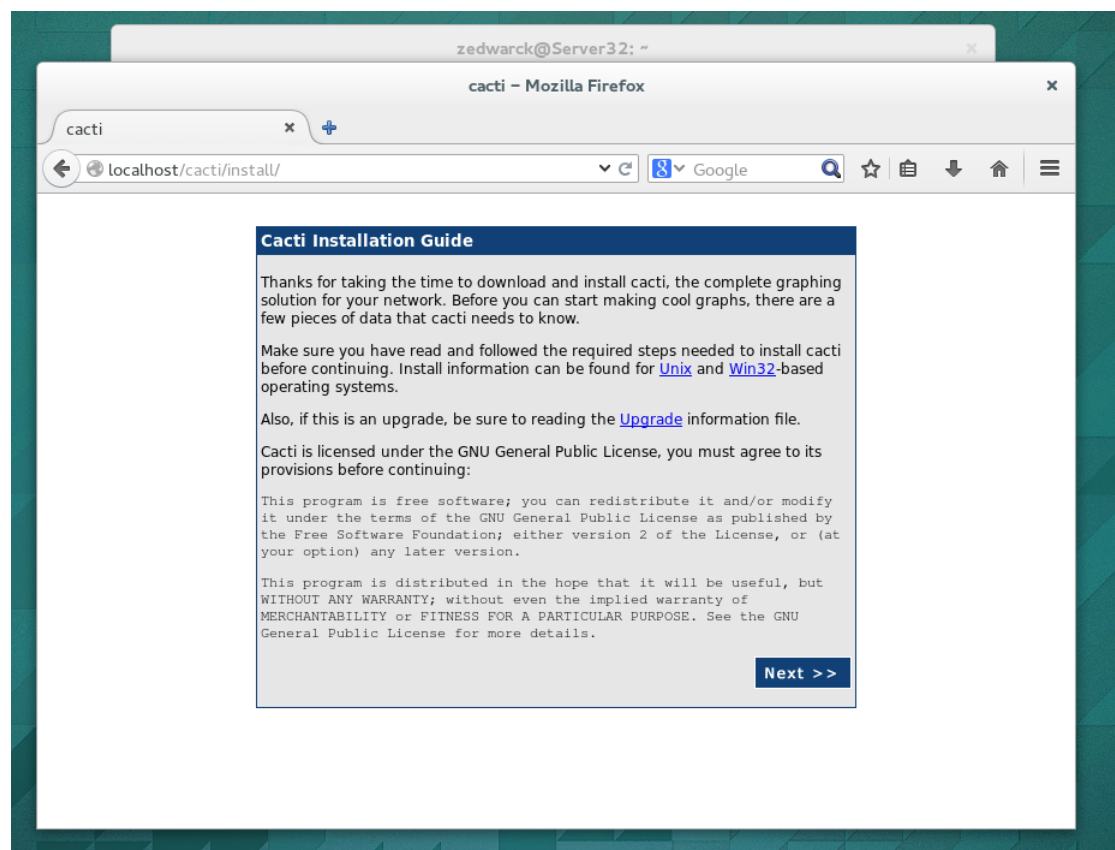 zedwarck@Server32: ~
cacti – Mozilla Firefox
cacti
localhost/cacti/install/
Google
Cacti Installation Guide
Thanks for taking the time to download and install cacti, the complete graphing
solution for your network. Before you can start making cool graphs, there are a
few pieces of data that cacti needs to know.
Make sure you have read and followed the required steps needed to install cacti
before continuing. Install information can be found for Unix and Win32-based
operating systems.
Also, if this is an upgrade, be sure to reading the Upgrade information file.
Cacti is licensed under the GNU General Public License, you must agree to its
provisions before continuing:
This program is free software; you can redistribute it and/or modify
it under the terms of the GNU General Public License as published by
the Free Software Foundation; either version 2 of the License, or (at
your option) any later version.
This program is distributed in the hope that it will be useful, but
WITHOUT ANY WARRANTY; without even the implied warranty of
MERCHANTABILITY or FITNESS FOR A PARTICULAR PURPOSE. See the GNU
General Public License for more details.
Next >>